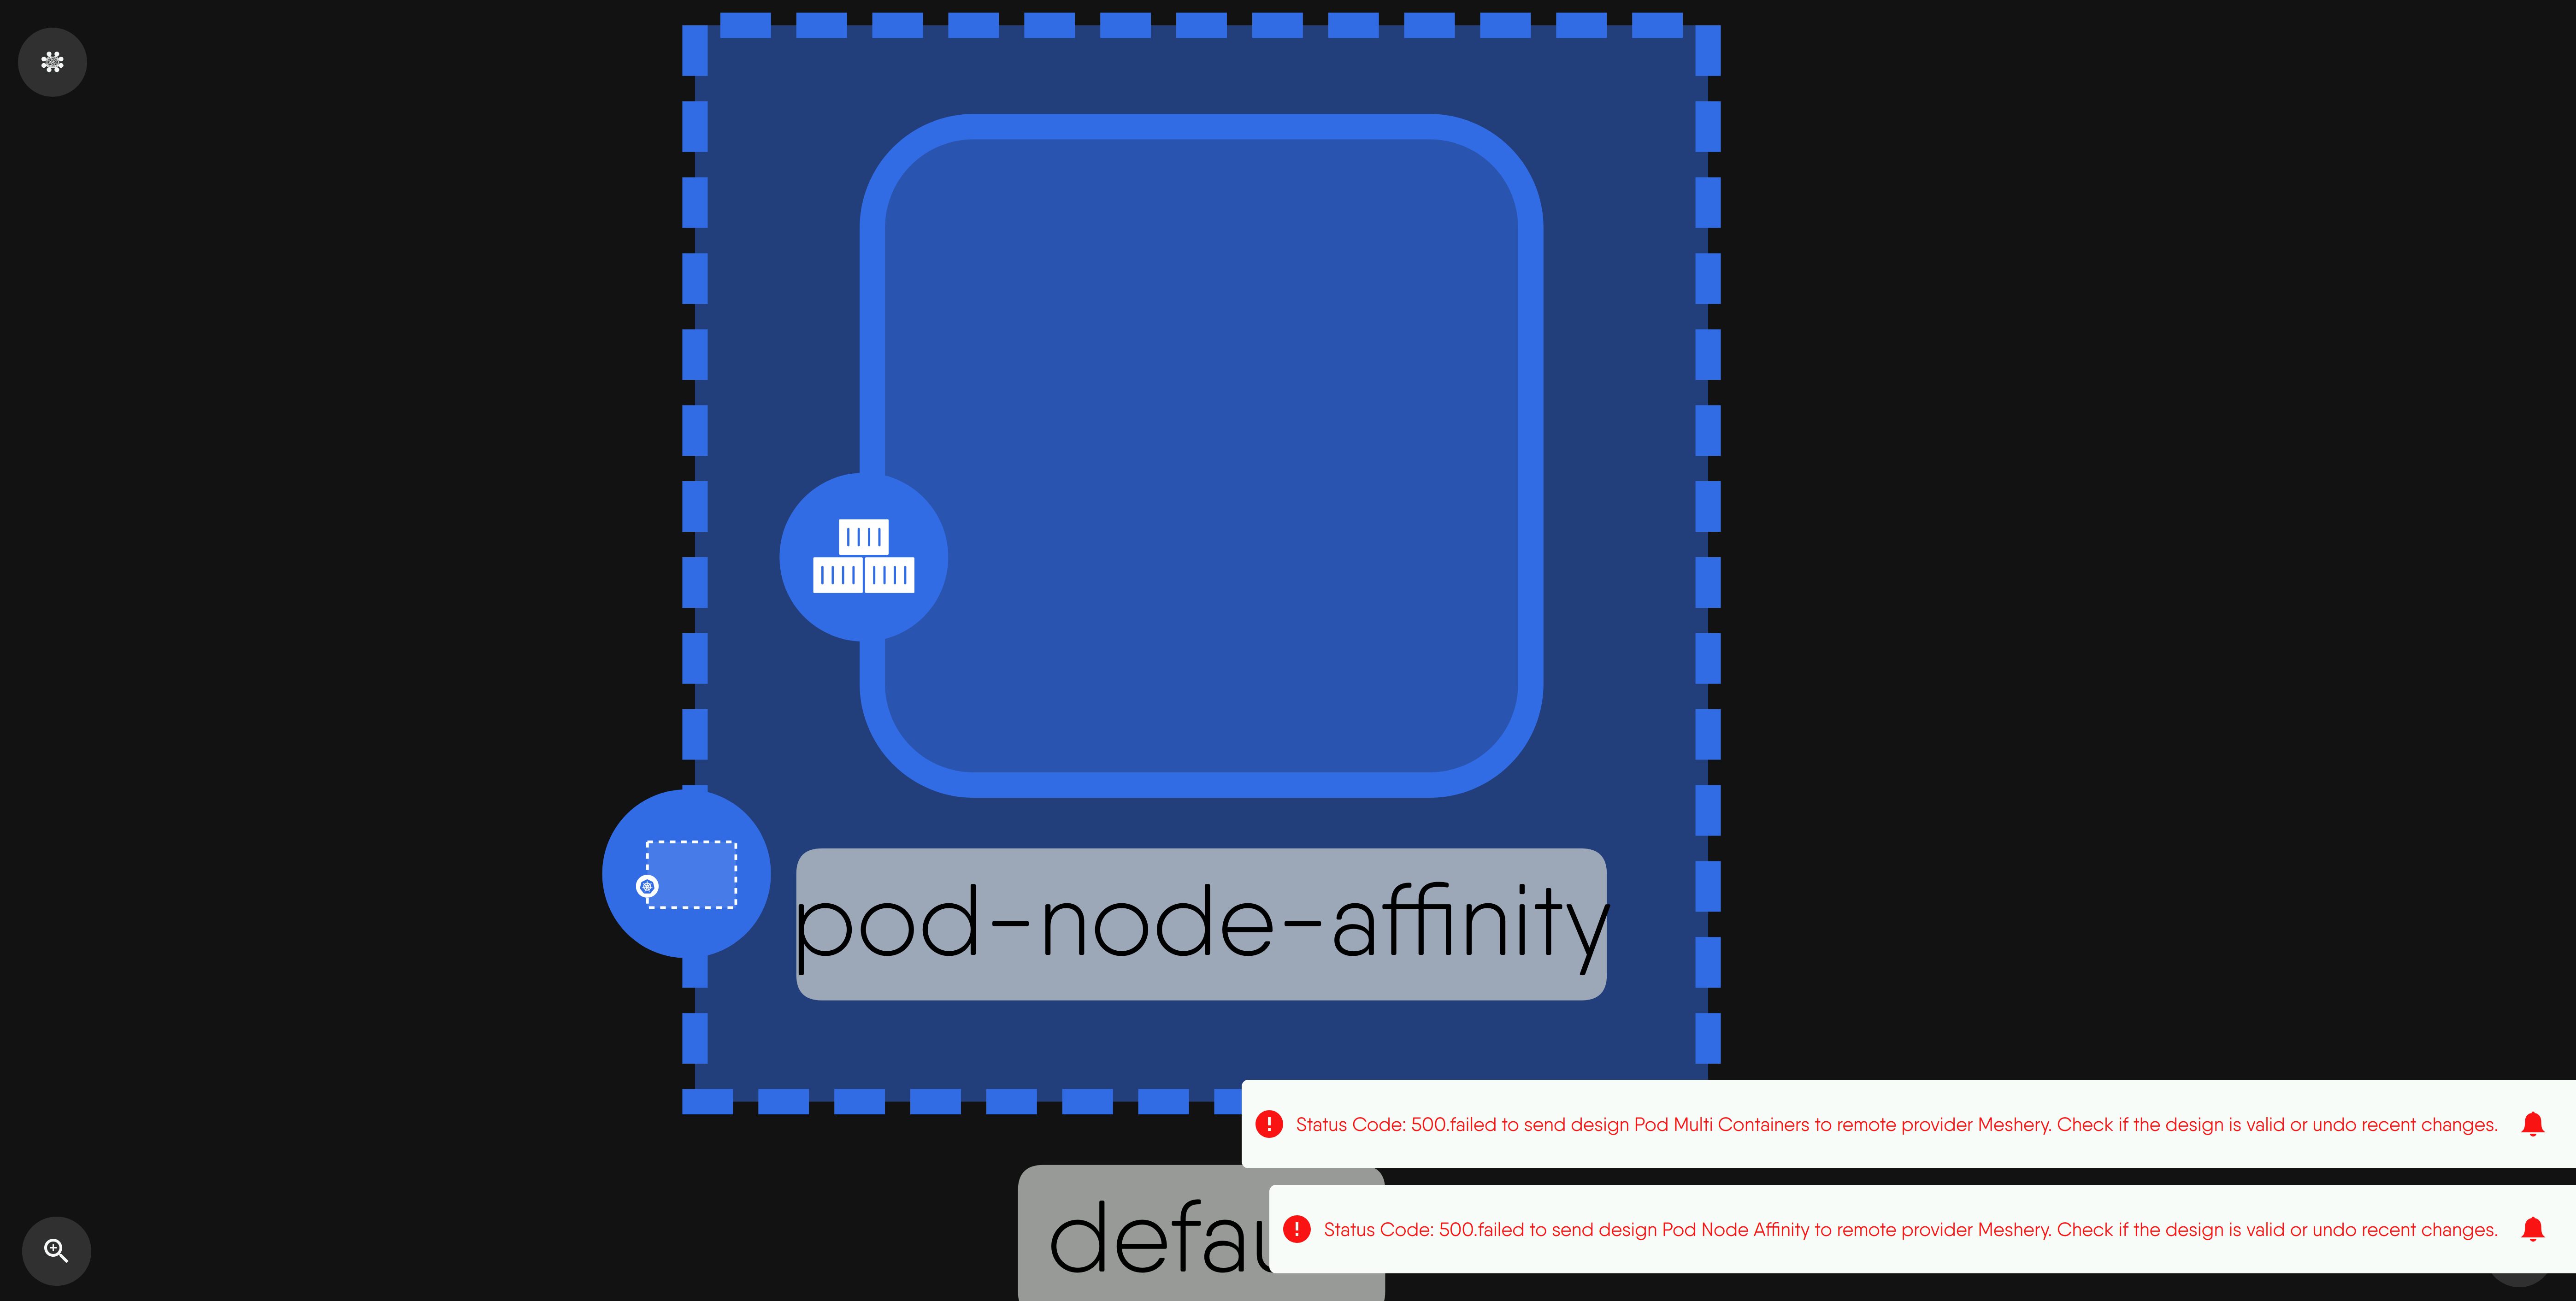 pod-node-affinity
Status Code: 500.failed to send design Pod Multi Containers to remote provider Meshery. Check if the design is valid or undo recent changes.
Status Code: 500.failed to send design Pod Node Affinity to remote provider Meshery. Check if the design is valid or undo recent changes.